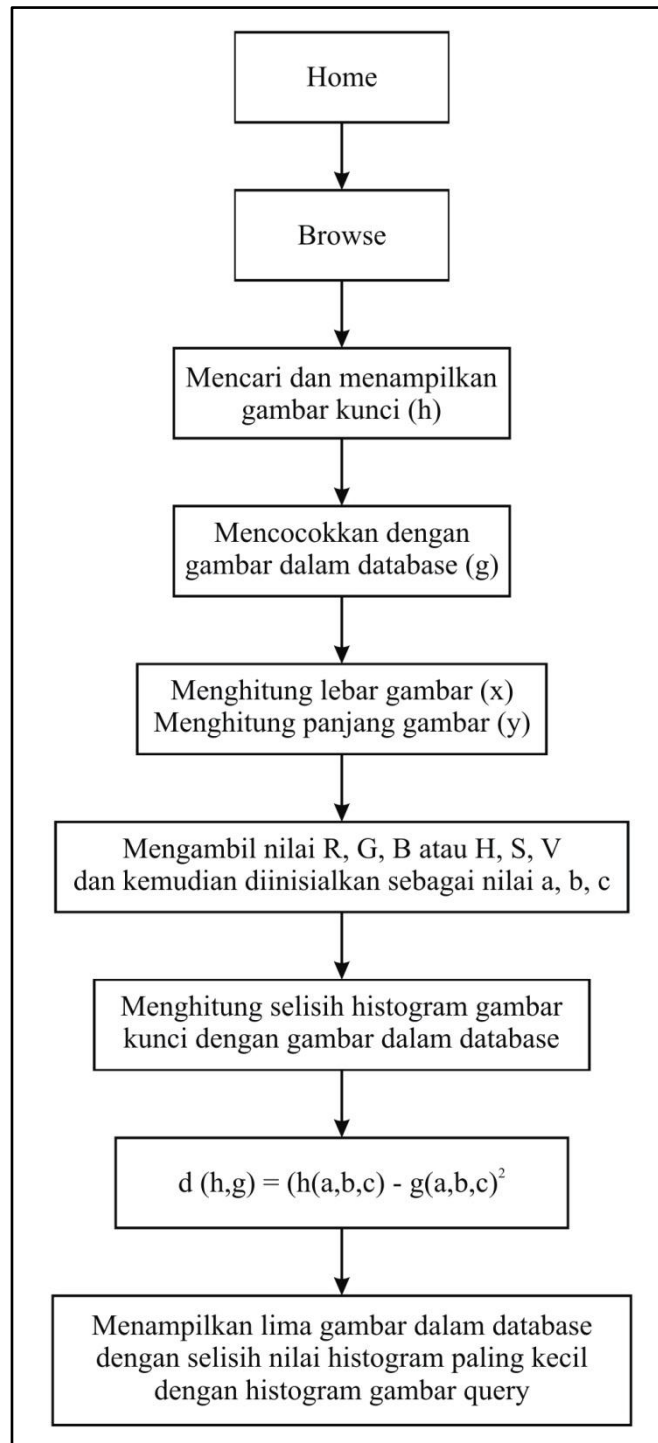 Home
Browse
Mencari dan menampilkan
gambar kunci (h)
Mencocokkan dengan
gambar dalam database (g)
Menghitung lebar gambar (x)
Menghitung panjang gambar (y)
Mengambil nilai R, G, B atau H, S, V
dan kemudian diinisialkan sebagai nilai a, b, c
Menghitung selisih histogram gambar
kunci dengan gambar dalam database
d (h,g) = (h(a,b,c) - g(a,b,c)²
Menampilkan lima gambar dalam database
dengan selisih nilai histogram paling kecil
dengan histogram gambar query